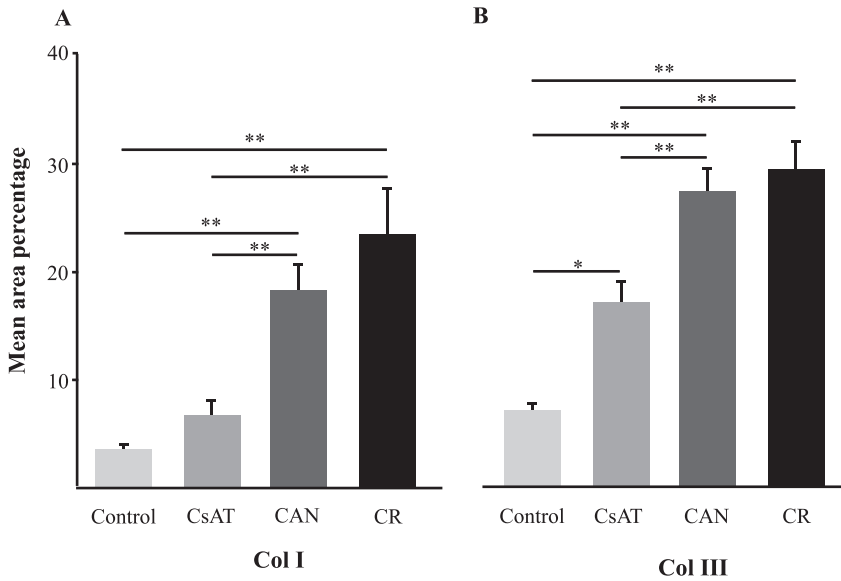 A
B
Mean area percentage
40
30
20
10
**
**
**
**
**
**
**
**
*
Control CsAT CAN CR
Control CsAT CAN CR
Col I
Col III